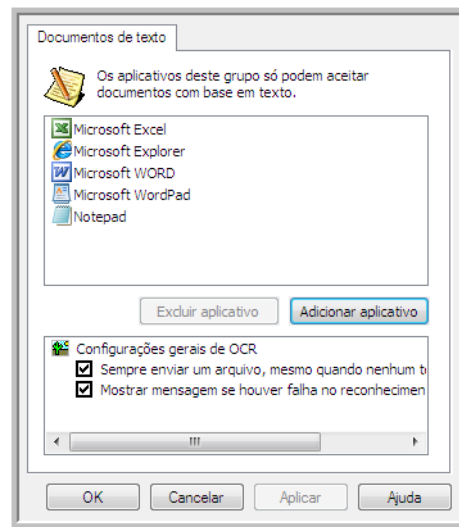 Documentos de texto
Os aplicativos deste grupo só podem aceitar
documentos com base em texto.
Microsoft Excel
Microsoft Explorer
Microsoft WORD
Microsoft WordPad
Notepad
Excluir aplicativo Adicionar aplicativo
Configurações gerais de OCR
Sempre enviar um arquivo, mesmo quando nenhum t
Mostrar mensagem se houver falha no reconhecimen
OK Cancelar Aplicar Ajuda